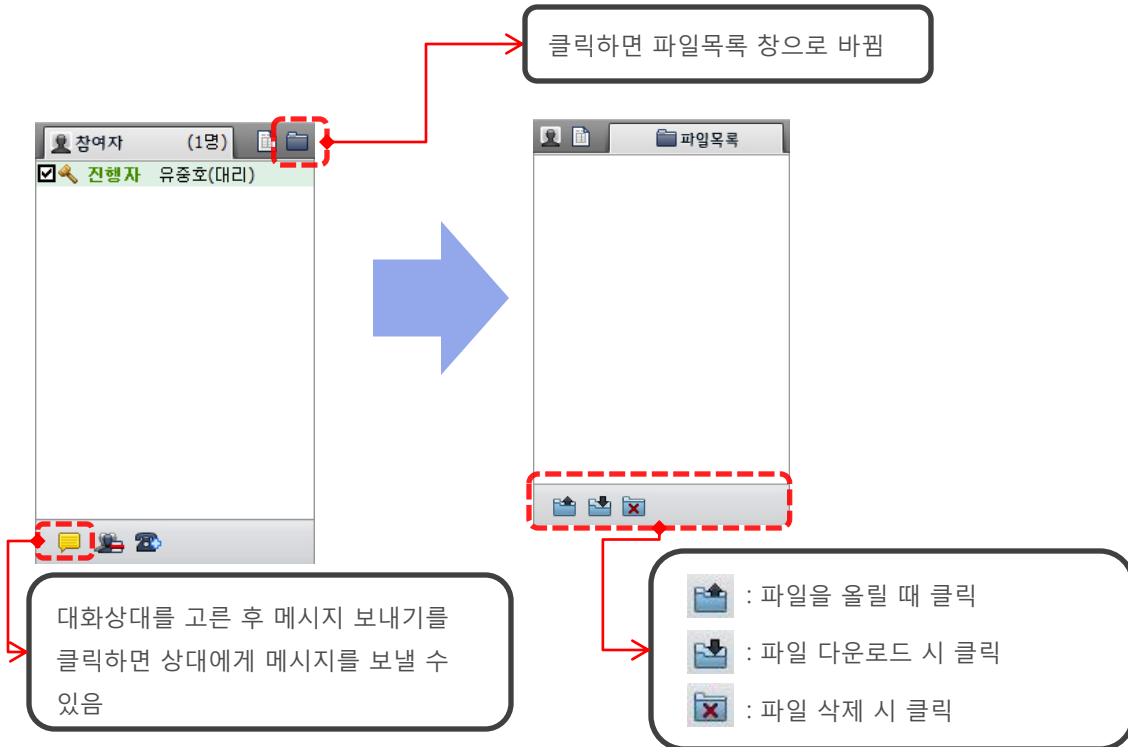 클릭하면 파일목록 창으로 바뀜
참여자 (1명)
진행자 유중호(대리)
파일목록
대화상대를 고른 후 메시지 보내기를
클릭하면 상대에게 메시지를 보낼 수
있음
: 파일을 올릴 때 클릭
: 파일 다운로드 시 클릭
: 파일 삭제 시 클릭